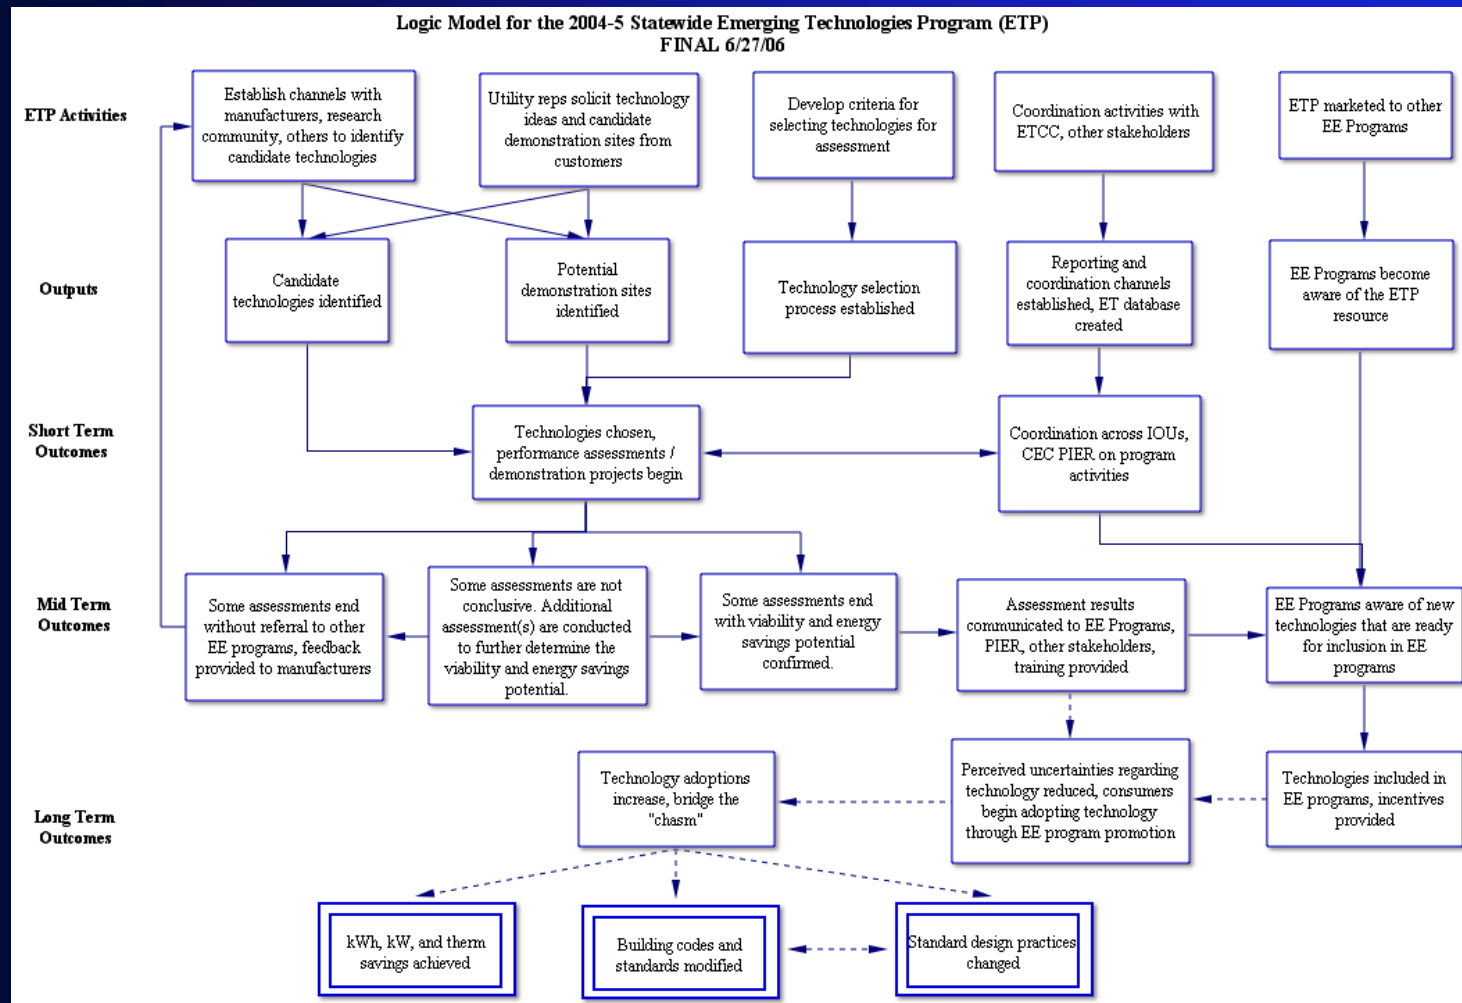 Logic Model for the 2004-5 Statewide Emerging Technologies Program (ETP)
FINAL 6/27/06
ETP Activities
Establish channels with
manufacturers, research
community, others to identify
candidate technologies
Utility reps solicit technology
ideas and candidate
demonstration sites from
customers
Develop criteria for
selecting technologies for
assessment
Coordination activities with
ETCC, other stakeholders
ETP marketed to other
EE Programs
Outputs
Candidate
technologies identified
Potential
demonstration sites
identified
Technology selection
process established
Reporting and
coordination channels
established, ET database
created
EE Programs become
aware of the ETP
resource
Short Term
Outcomes
Technologies chosen,
performance assessments /
demonstration projects begin
Coordination across IOUs,
CEC PIER on program
activities
Mid Term
Outcomes
Some assessments end
without referral to other
EE programs, feedback
provided to manufacturers
Some assessments are not
conclusive. Additional
assessment(s) are conducted
to further determine the
viability and energy savings
potential.
Some assessments end
with viability and energy
savings potential
confirmed.
Assessment results
communicated to EE Programs,
PIER, other stakeholders,
training provided
EE Programs aware of new
technologies that are ready
for inclusion in EE
programs
Long Term
Outcomes
Technology adoptions
increase, bridge the
"chasm"
Perceived uncertainties regarding
technology reduced, consumers
begin adopting technology
through EE program promotion
Technologies included in
EE programs, incentives
provided
kWh, kW, and therm
savings achieved
Building codes and
standards modified
Standard design practices
changed